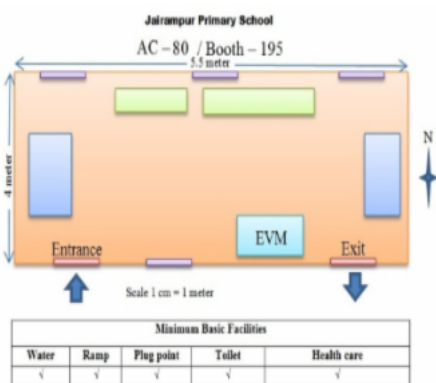 Jairampur Primary School
AC – 80 / Booth - 195
5.5 meter
4 meter
N
EVM
Entrance
Exit
Scale 1 cm = 1 meter
Minimum Basic Facilities
Water Ramp Plug point Toilet Health care
√ √ √ √ √